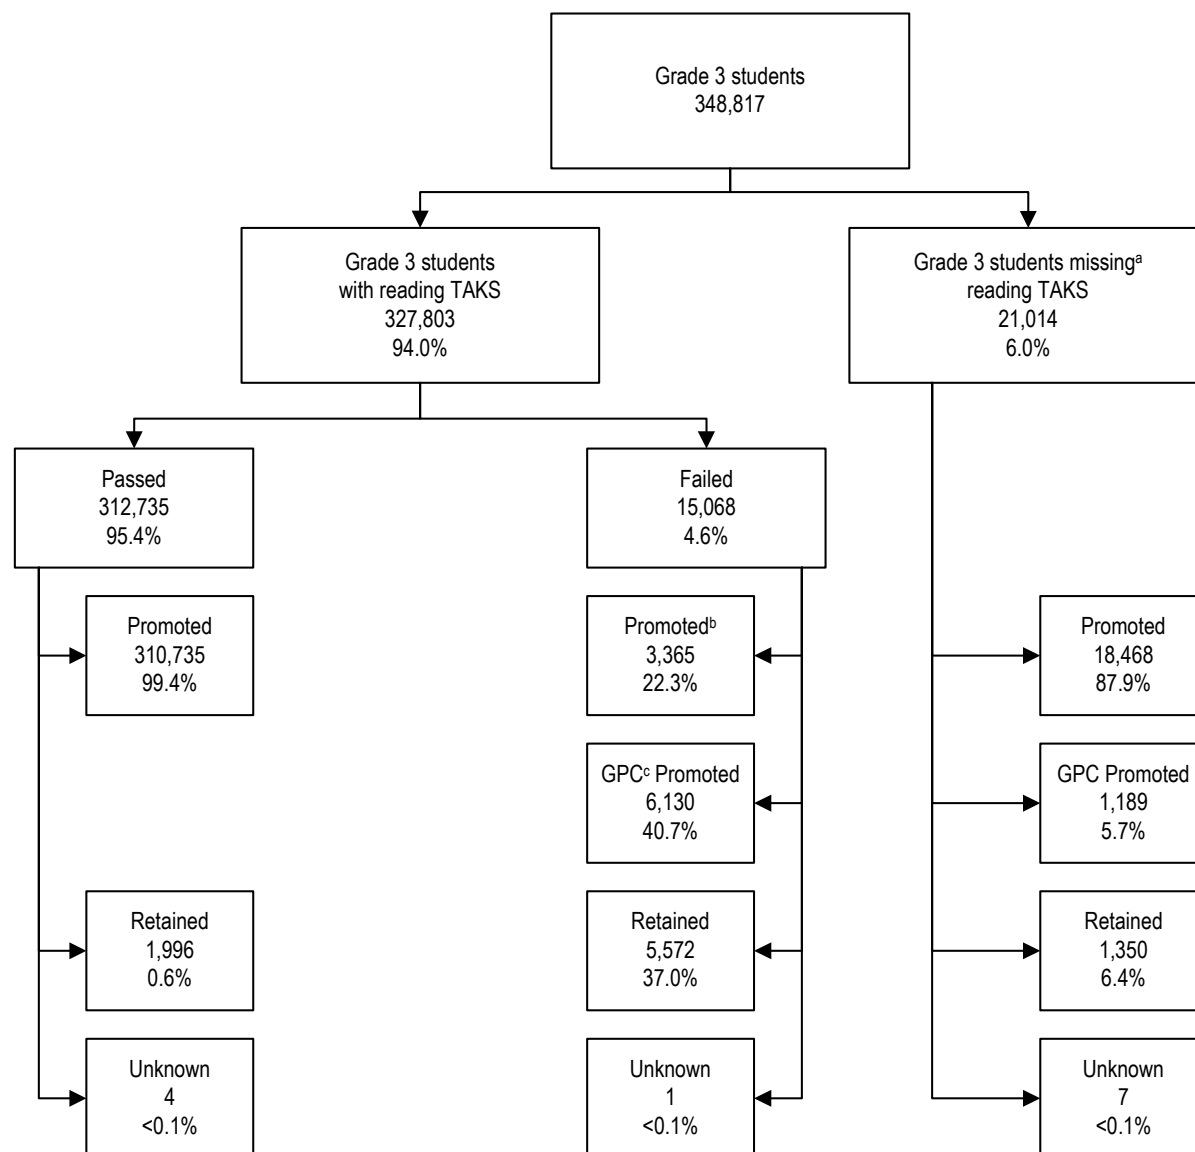 Grade 3 students
348,817
Grade 3 students
with reading TAKS
327,803
94.0%
Grade 3 students missingᵃ
reading TAKS
21,014
6.0%
Passed
312,735
95.4%
Failed
15,068
4.6%
Promoted
310,735
99.4%
Promotedᵇ
3,365
22.3%
Promoted
18,468
87.9%
GPCᶜ Promoted
6,130
40.7%
GPC Promoted
1,189
5.7%
Retained
1,996
0.6%
Retained
5,572
37.0%
Retained
1,350
6.4%
Unknown
4
<0.1%
Unknown
1
<0.1%
Unknown
7
<0.1%